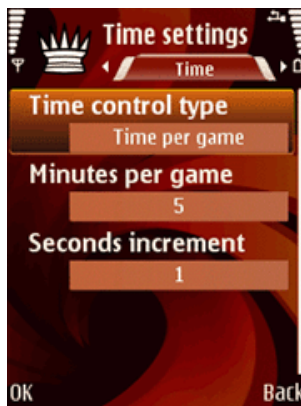 Time settings
Time
Time control type
Time per game
Minutes per game
5
Seconds increment
1
OK
Back